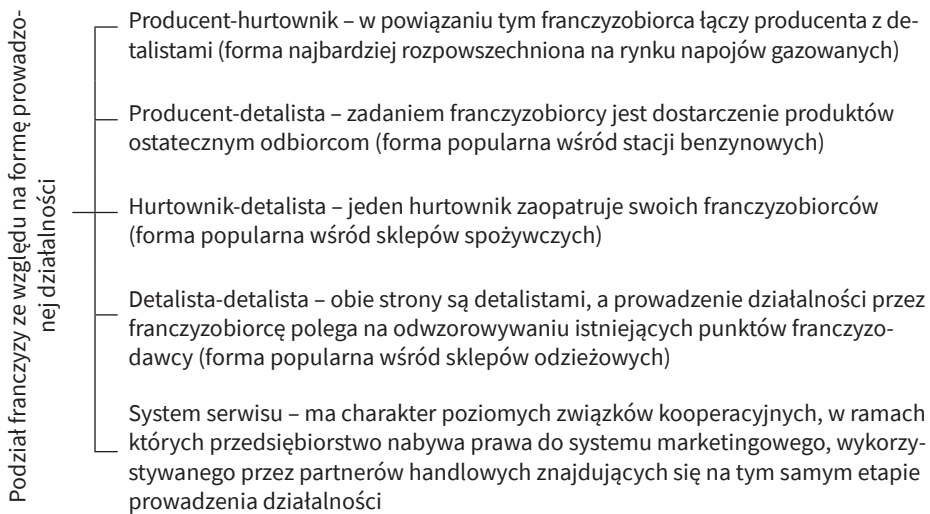 Podział franczyzy ze względu na formę prowadzo-
nej działalności
Producent-hurtownik – w powiązaniu tym franczyzobiorca łączy producenta z de-
talistami (forma najbardziej rozpowszechniona na rynku napojów gazowanych)
Producent-detalista – zadaniem franczyzobiorcy jest dostarczenie produktów
ostatecznym odbiorcom (forma popularna wśród stacji benzynowych)
Hurtownik-detalista – jeden hurtownik zaopatruje swoich franczyzobiorców
(forma popularna wśród sklepów spożywczych)
Detalista-detalista – obie strony są detalistami, a prowadzenie działalności przez
franczyzobiorcę polega na odwzorowywaniu istniejących punktów franczyzo-
dawcy (forma popularna wśród sklepów odzieżowych)
System serwisu – ma charakter poziomych związków kooperacyjnych, w ramach
których przedsiębiorstwo nabywa prawa do systemu marketingowego, wykorzy-
stywanego przez partnerów handlowych znajdujących się na tym samym etapie
prowadzenia działalności